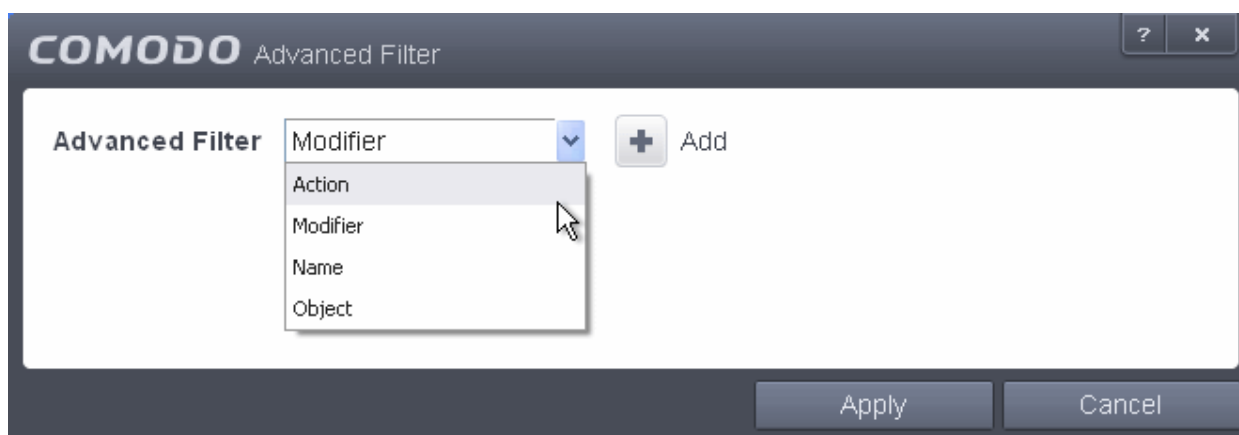 COMODO Advanced Filter ? x
Advanced Filter Modifier + Add
Action
Modifier
Name
Object
Apply Cancel